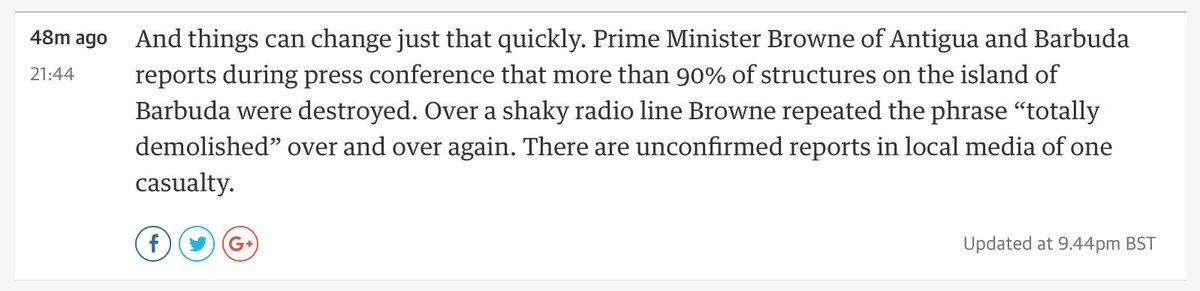 48m ago
21:44
And things can change just that quickly. Prime Minister Browne of Antigua and Barbuda
reports during press conference that more than 90% of structures on the island of
Barbuda were destroyed. Over a shaky radio line Browne repeated the phrase “totally
demolished” over and over again. There are unconfirmed reports in local media of one
casualty.
f
G+
Updated at 9.44pm BST